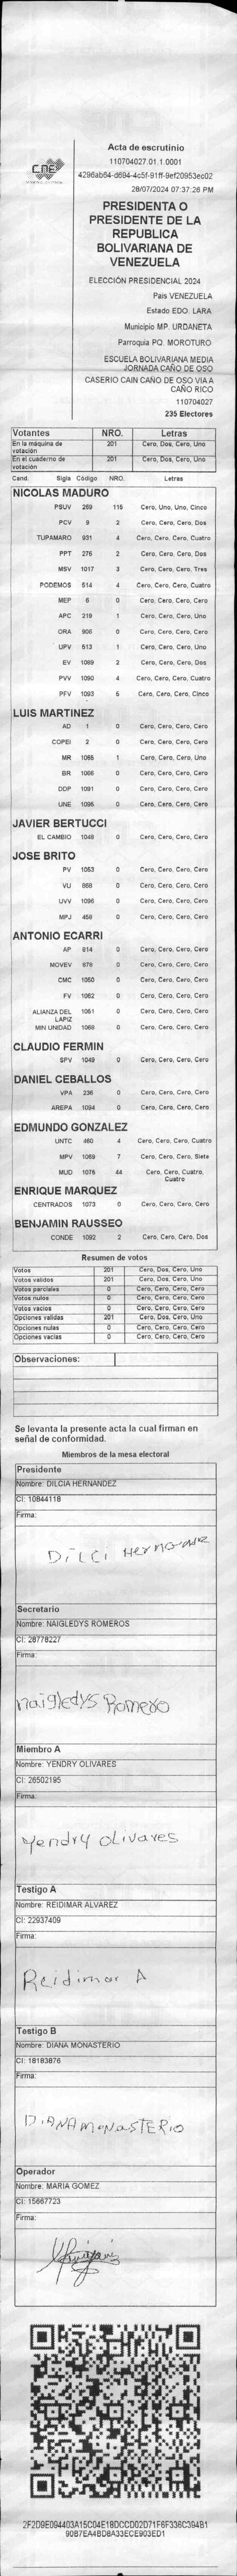 Acta de escrutinio
110704027.01.1.0001
4296ab64-d694-4c5f-91ff-9ef20953ec02
28/07/2024 07:37:26 PM
CNE
PRESIDENTA O
PRESIDENTE DE LA
REPUBLICA
BOLIVARIANA DE
VENEZUELA
ELECCIÓN PRESIDENCIAL 2024
Pais VENEZUELA
Estado EDO. LARA
Municipio MP. URDANETA
Parroquia PQ. MOROTURO
ESCUELA BOLIVARIANA MEDIA
JORNADA CAÑO DE OSO
CASERIO CAIN CAÑO DE OSO VIA A
CAÑO RICO
110704027
235 Electores
Votantes NRO. Letras
En la máquina de votación 201 Cero, Dos, Cero, Uno
En el cuaderno de votación 201 Cero, Dos, Cero, Uno
Cand. Sigla Código NRO. Letras
NICOLAS MADURO
PSUV 269 115 Cero, Uno, Uno, Cinco
PCV 9 2 Cero, Cero, Cero, Dos
TUPAMARO 931 4 Cero, Cero, Cero, Cuatro
PPT 276 2 Cero, Cero, Cero, Dos
MSV 1017 3 Cero, Cero, Cero, Tres
PODEMOS 514 4 Cero, Cero, Cero, Cuatro
MEP 6 0 Cero, Cero, Cero, Cero
APC 219 1 Cero, Cero, Cero, Uno
ORA 906 0 Cero, Cero, Cero, Cero
UPV 513 1 Cero, Cero, Cero, Uno
EV 1089 2 Cero, Cero, Cero, Dos
PVV 1090 4 Cero, Cero, Cero, Cuatro
PFV 1093 5 Cero, Cero, Cero, Cinco
LUIS MARTINEZ
AD 1 0 Cero, Cero, Cero, Cero
COPEI 2 0 Cero, Cero, Cero, Cero
MR 1065 1 Cero, Cero, Cero, Uno
BR 1066 0 Cero, Cero, Cero, Cero
DDP 1091 0 Cero, Cero, Cero, Cero
UNE 1095 0 Cero, Cero, Cero, Cero
JAVIER BERTUCCI
EL CAMBIO 1048 0 Cero, Cero, Cero, Cero
JOSE BRITO
PV 1053 0 Cero, Cero, Cero, Cero
VU 868 0 Cero, Cero, Cero, Cero
UVV 1096 0 Cero, Cero, Cero, Cero
MPJ 458 0 Cero, Cero, Cero, Cero
ANTONIO ECARRI
AP 914 0 Cero, Cero, Cero, Cero
MOVEV 878 0 Cero, Cero, Cero, Cero
CMC 1050 0 Cero, Cero, Cero, Cero
FV 1062 0 Cero, Cero, Cero, Cero
ALIANZA DEL LAPIZ 1051 0 Cero, Cero, Cero, Cero
MIN UNIDAD 1069 0 Cero, Cero, Cero, Cero
CLAUDIO FERMIN
SPV 1049 0 Cero, Cero, Cero, Cero
DANIEL CEBALLOS
VPA 236 0 Cero, Cero, Cero, Cero
AREPA 1094 0 Cero, Cero, Cero, Cero
EDMUNDO GONZALEZ
UNTC 460 4 Cero, Cero, Cero, Cuatro
MPV 1069 7 Cero, Cero, Cero, Siete
MUD 1075 44 Cero, Cero, Cuatro,
Cuatro
ENRIQUE MARQUEZ
CENTRADOS 1073 0 Cero, Cero, Cero, Cero
BENJAMIN RAUSSEO
CONDE 1092 2 Cero, Cero, Cero, Dos
Resumen de votos
Votos 201 Cero, Dos, Cero, Uno
Votos validos 201 Cero, Dos, Cero, Uno
Votos parciales 0 Cero, Cero, Cero, Cero
Votos nulos 0 Cero, Cero, Cero, Cero
Votos vacios 0 Cero, Cero, Cero, Cero
Opciones validas 201 Cero, Dos, Cero, Uno
Opciones nulas 0 Cero, Cero, Cero, Cero
Opciones vacias 0 Cero, Cero, Cero, Cero
Observaciones:
Se levanta la presente acta la cual firman en
señal de conformidad.
Miembros de la mesa electoral
Presidente
Nombre: DILCIA HERNANDEZ
CI: 10844118
Firma:
DiLCi Hernandez
Secretario
Nombre: NAIGLEDYS ROMEROS
CI: 28778227
Firma:
Naigledys Romero
Miembro A
Nombre: YENDRY OLIVARES
CI: 26502195
Firma:
Yendry olivares
Testigo A
Nombre: REIDIMAR ALVAREZ
CI: 22937409
Firma:
Reidimar A
Testigo B
Nombre: DIANA MONASTERIO
CI: 18183876
Firma:
DiANA MoNaSTERiO
Operador
Nombre: MARIA GOMEZ
CI: 15667723
Firma:
2F2D9E094403A15C04E18DCCD02D71F6F336C394B1
90B7EA4BD8A33ECE903ED1